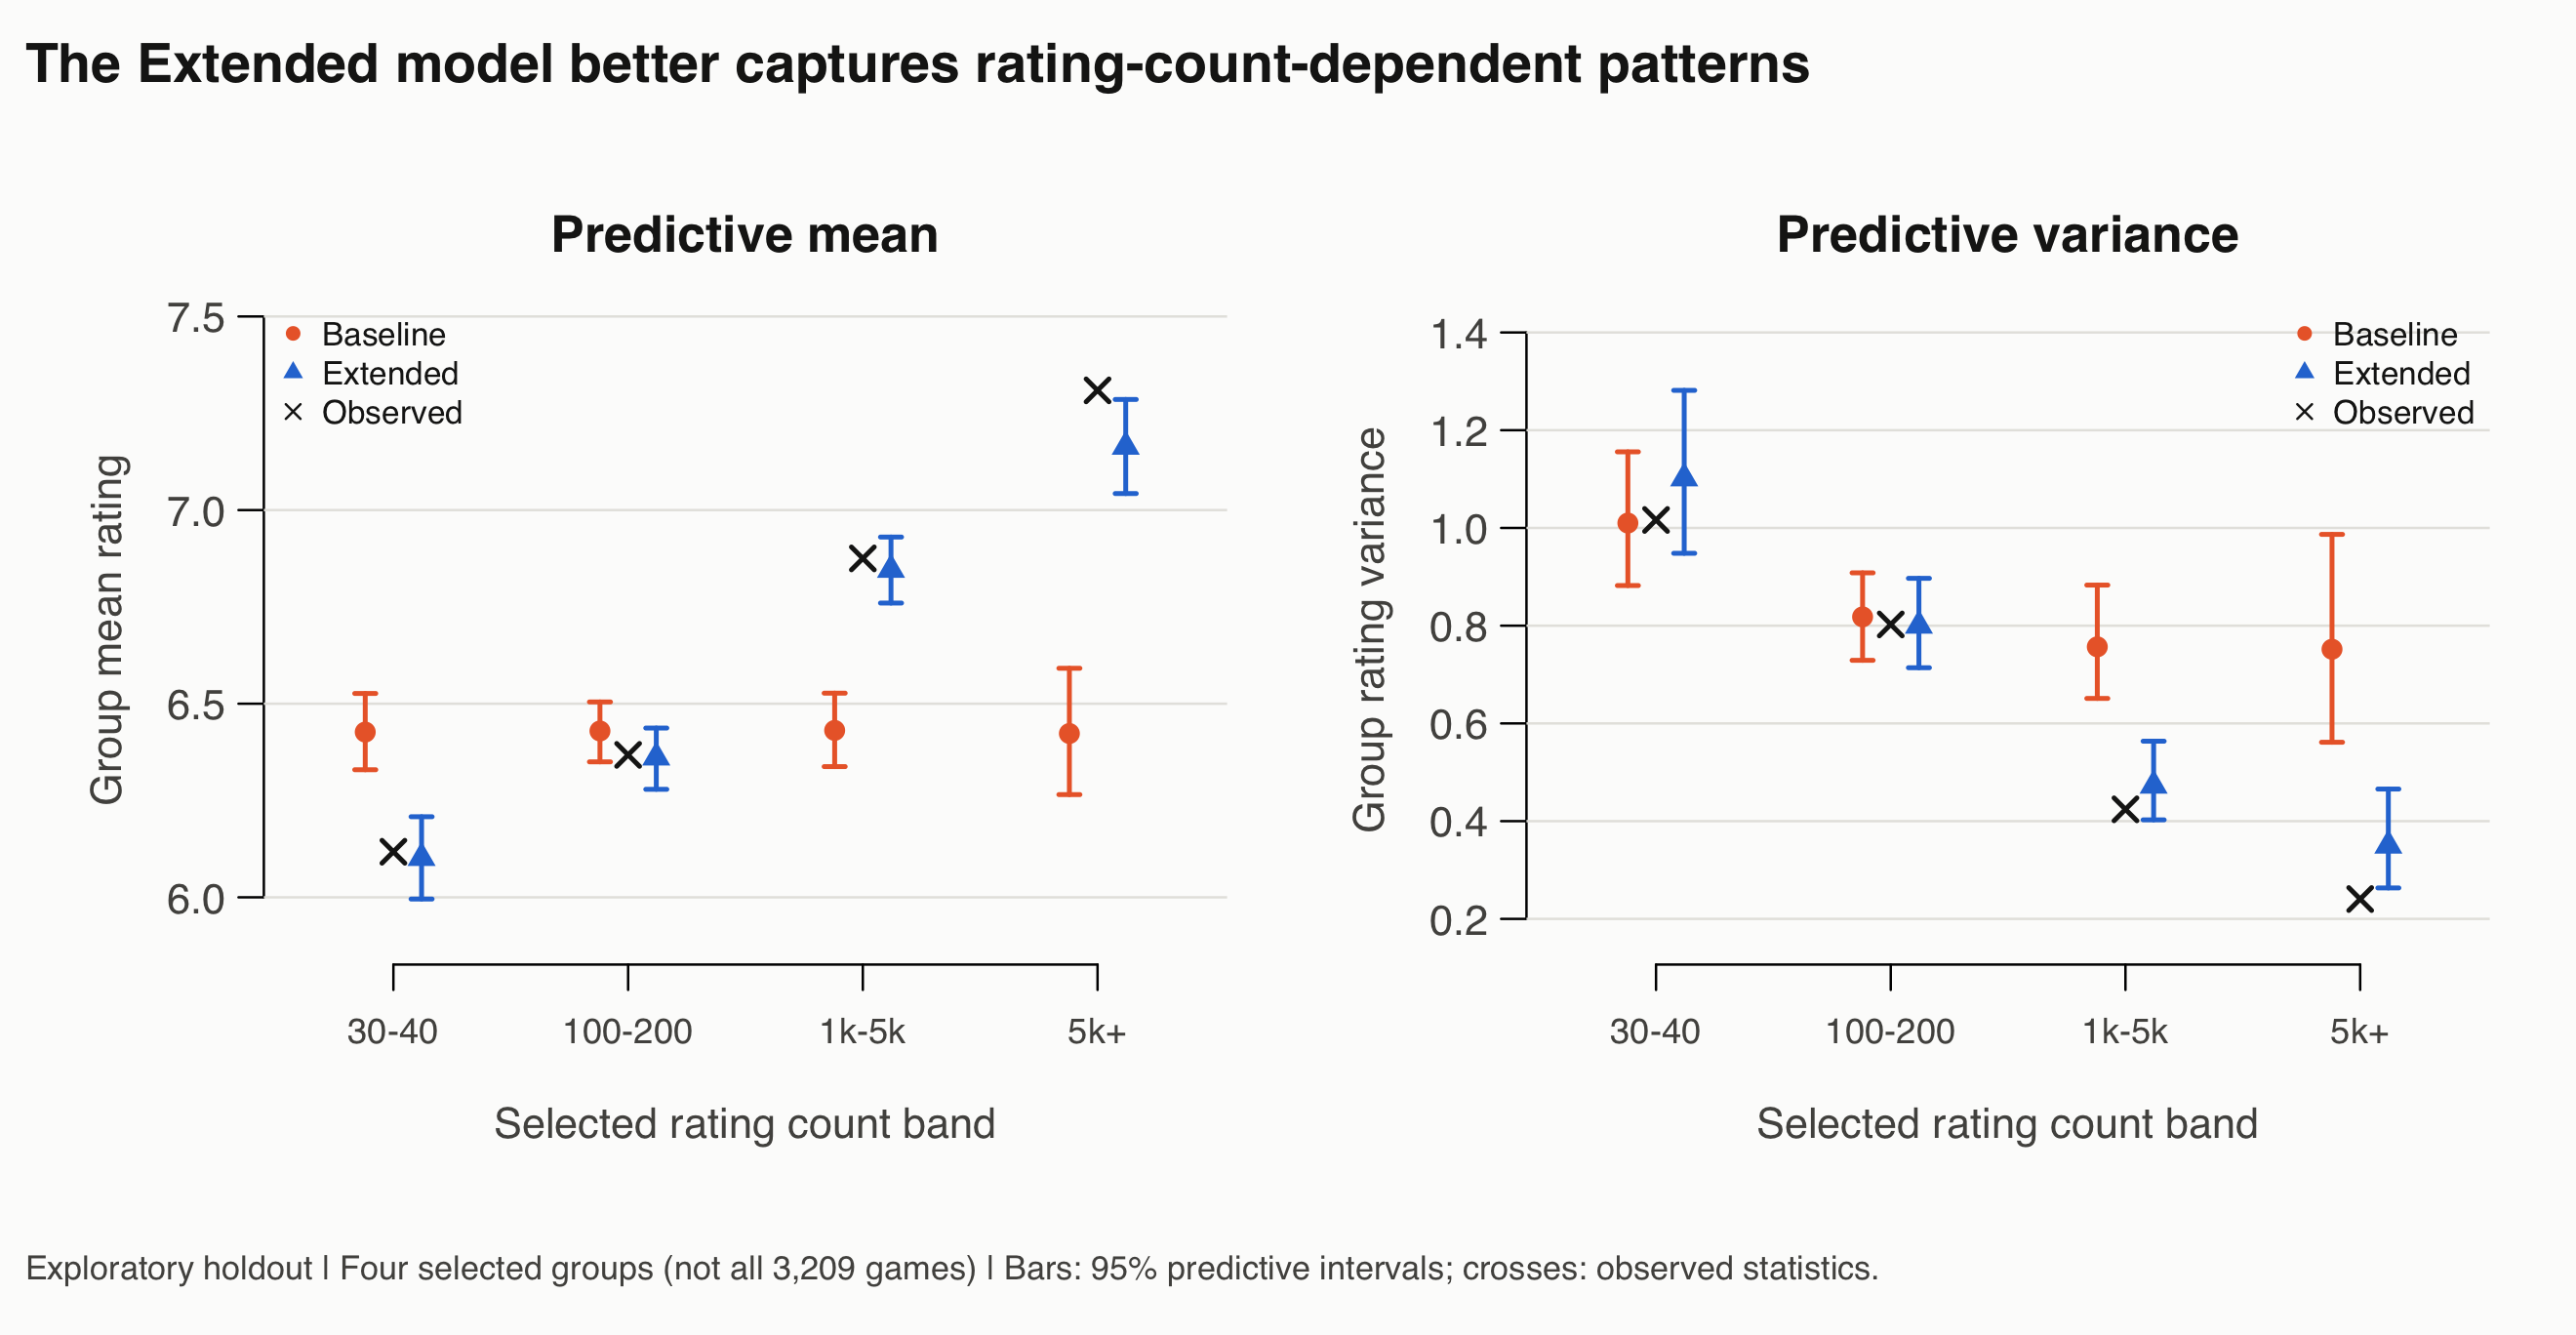 The Extended model better captures rating-count-dependent patterns
Predictive mean
Group mean rating
7.5
7.0
6.5
6.0
Baseline
Extended
Observed
30-40 100-200 1k-5k 5k+
Selected rating count band
Predictive variance
Group rating variance
1.4
1.2
1.0
0.8
0.6
0.4
0.2
Baseline
Extended
Observed
30-40 100-200 1k-5k 5k+
Selected rating count band
Exploratory holdout | Four selected groups (not all 3,209 games) | Bars: 95% predictive intervals; crosses: observed statistics.